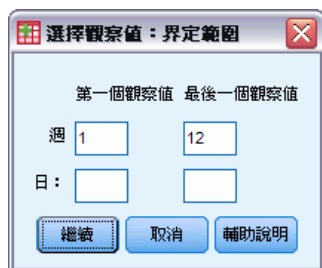 選擇觀察值：界定範圍
第一個觀察值 最後一個觀察值
週 1 12
日：
繼續 取消 輔助說明